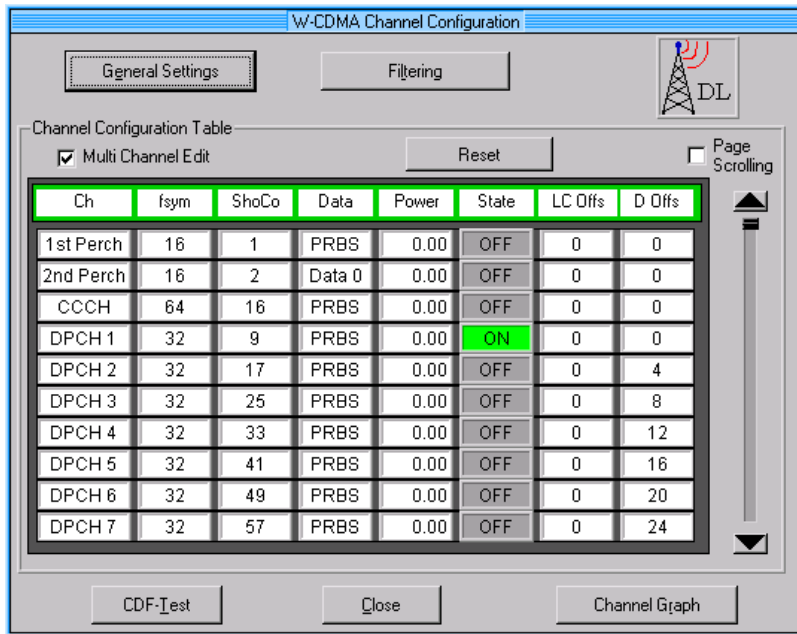 W-CDMA Channel Configuration
General Settings
Filtering
DL
Channel Configuration Table
Multi Channel Edit
Reset
Page
Scrolling
Ch fsym ShoCo Data Power State LC Offs D Offs
1st Perch 16 1 PRBS 0.00 OFF 0 0
2nd Perch 16 2 Data 0 0.00 OFF 0 0
CCCH 64 16 PRBS 0.00 OFF 0 0
DPCH 1 32 9 PRBS 0.00 ON 0 0
DPCH 2 32 17 PRBS 0.00 OFF 0 4
DPCH 3 32 25 PRBS 0.00 OFF 0 8
DPCH 4 32 33 PRBS 0.00 OFF 0 12
DPCH 5 32 41 PRBS 0.00 OFF 0 16
DPCH 6 32 49 PRBS 0.00 OFF 0 20
DPCH 7 32 57 PRBS 0.00 OFF 0 24
CDF-Test
Close
Channel Graph